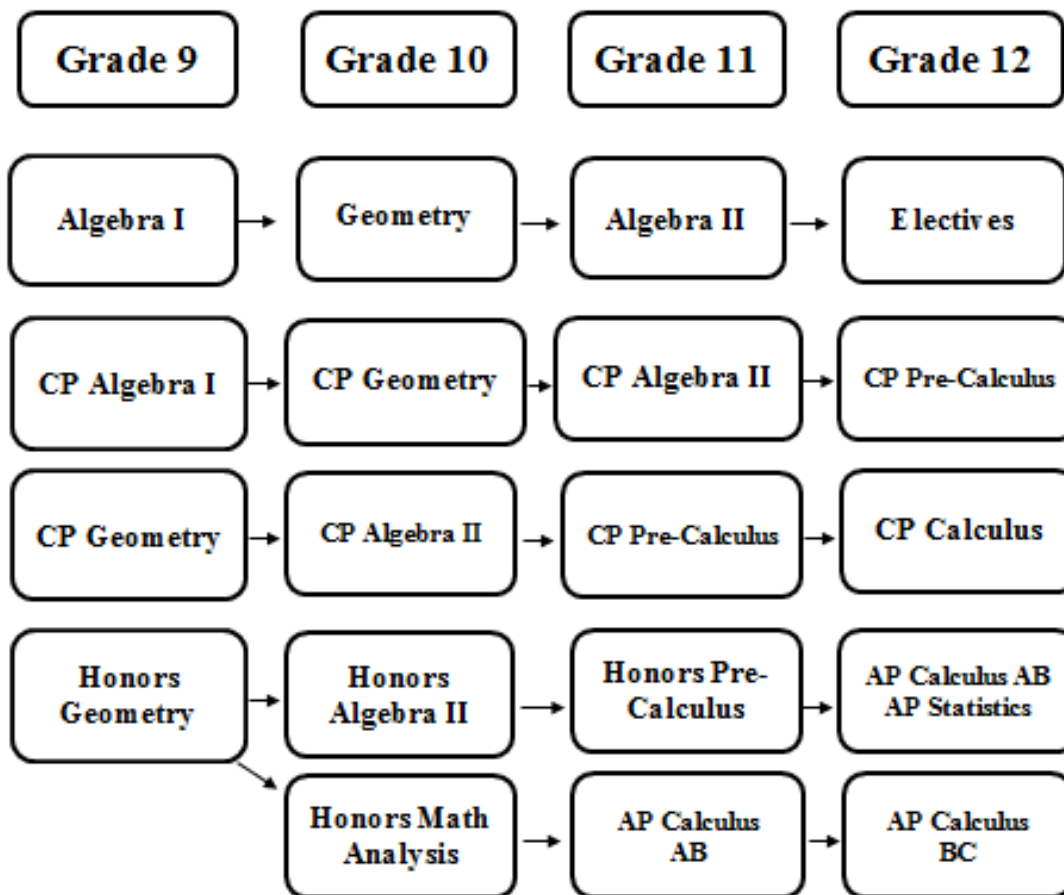 Grade 9
Grade 10
Grade 11
Grade 12
Algebra I
Geometry
Algebra II
Electives
CP Algebra I
CP Geometry
CP Algebra II
CP Pre-Calculus
CP Geometry
CP Algebra II
CP Pre-Calculus
CP Calculus
Honors
Geometry
Honors
Algebra II
Honors Pre-
Calculus
AP Calculus AB
AP Statistics
Honors Math
Analysis
AP Calculus
AB
AP Calculus
BC